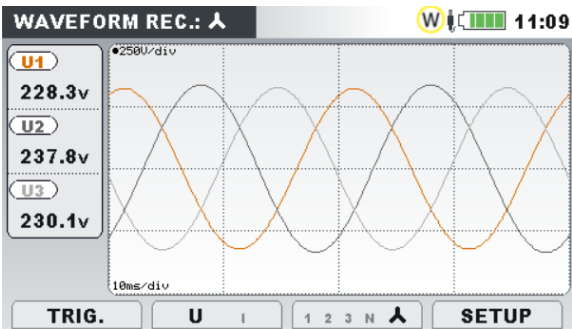 WAVEFORM REC.:
W
11:09
U1
228.3v
U2
237.8v
U3
230.1v
●250V/div
10ms/div
TRIG.
U I
1 2 3 N
SETUP